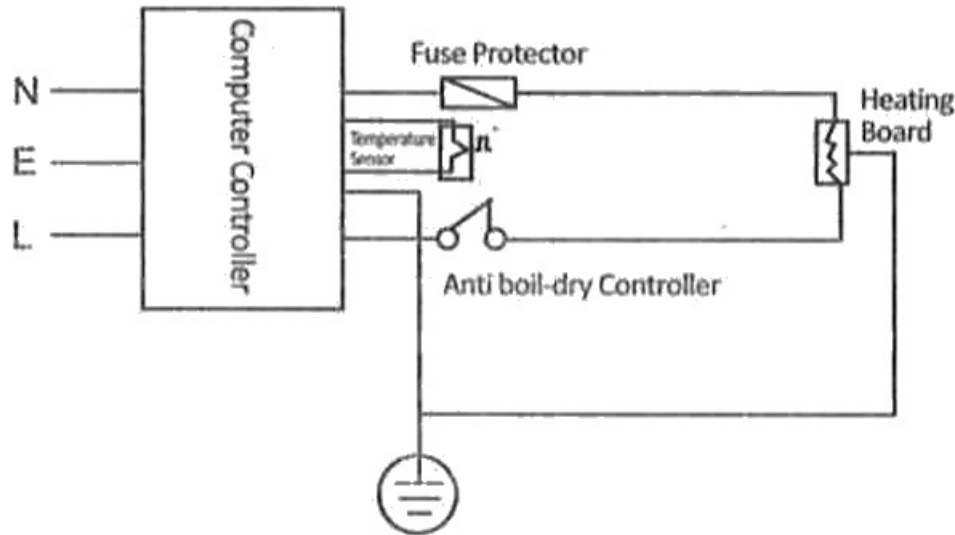 N
E
L
Computer Controller
Fuse Protector
Temperature
Sensor
n
Heating
Board
Anti boil-dry Controller